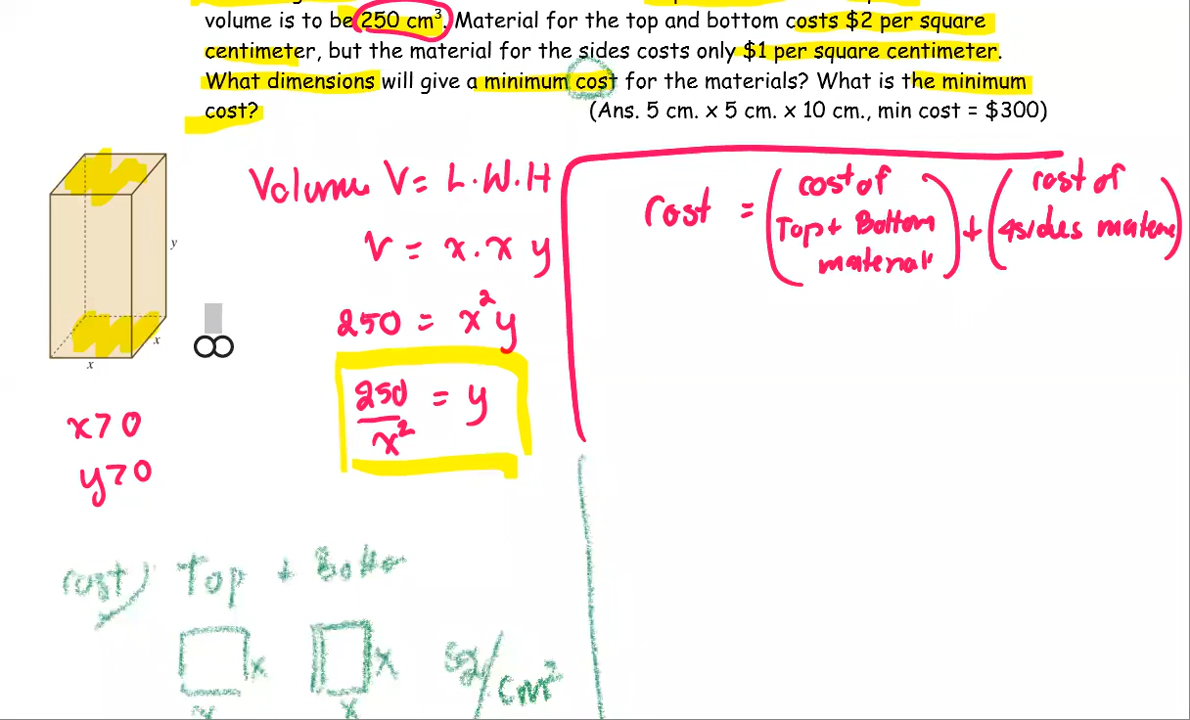 volume is to be 250 cm³. Material for the top and bottom costs $2 per square
centimeter, but the material for the sides costs only $1 per square centimeter.
What dimensions will give a minimum cost for the materials? What is the minimum
cost?
(Ans. 5 cm. x 5 cm. x 10 cm., min cost = $300)
y
x
x
x>0
y>0
Volume V = L.W.H
V = x.x y
250 = x²y
250/x² = y
cost = (cost of Top + Bottom material) + (cost of 4 sides
cost) Top +
x
x
x
x
$2/cm²